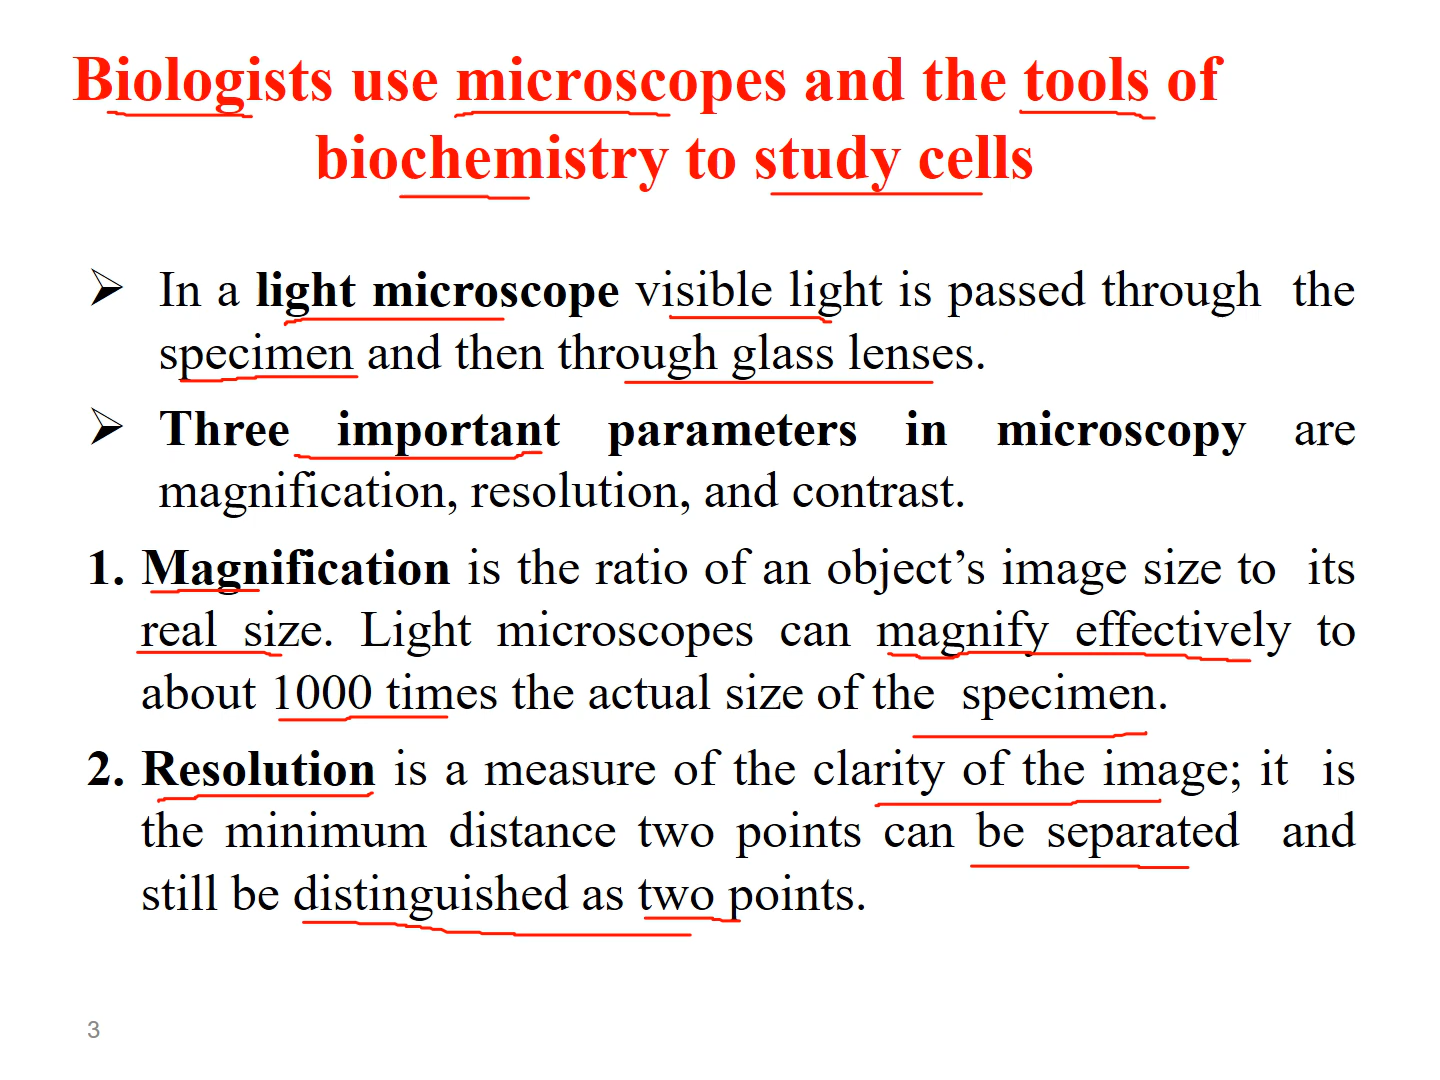 Biologists use microscopes and the tools of
biochemistry to study cells
➢ In a light microscope visible light is passed through the
specimen and then through glass lenses.
➢ Three important parameters in microscopy are
magnification, resolution, and contrast.
1. Magnification is the ratio of an object’s image size to its
real size. Light microscopes can magnify effectively to
about 1000 times the actual size of the specimen.
2. Resolution is a measure of the clarity of the image; it is
the minimum distance two points can be separated and
still be distinguished as two points.
3